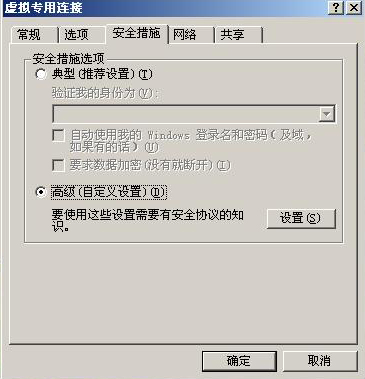 虚拟专用连接
常规 选项 安全措施 网络 共享
安全措施选项
典型(推荐设置)(T)
验证我的身份为(V):
自动使用我的 Windows 登录名和密码(及域，
如果有的话)(U)
要求数据加密(没有就断开)(I)
高级(自定义设置)(D)
要使用这些设置需要有安全协议的知
识。
设置(S)
确定 取消